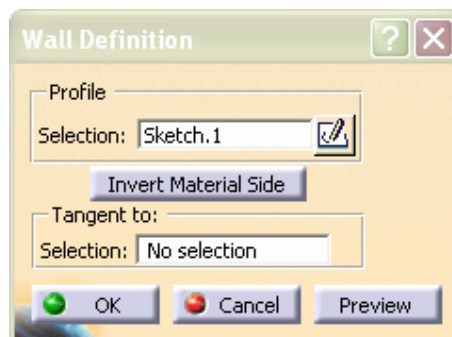 Wall Definition
Profile
Selection: Sketch.1
Invert Material Side
Tangent to:
Selection: No selection
OK Cancel Preview